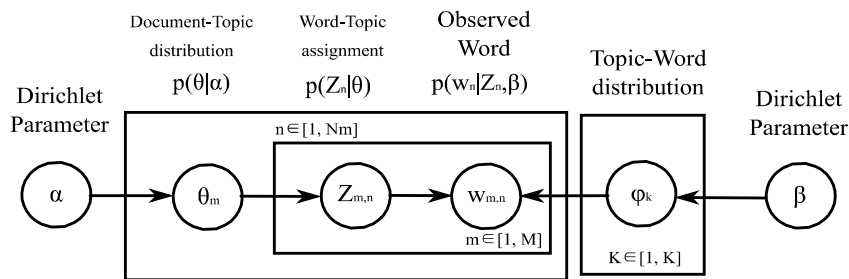 Document-Topic
distribution
p(θ|α)
Word-Topic
assignment
p(Zₙ|θ)
Observed
Word
p(wₙ|Zₙ,β)
Topic-Word
distribution
Dirichlet
Parameter
Dirichlet
Parameter
n∈[1, Nm]
α
θm
Zm,n
wm,n
φk
β
m∈[1, M]
K∈[1, K]